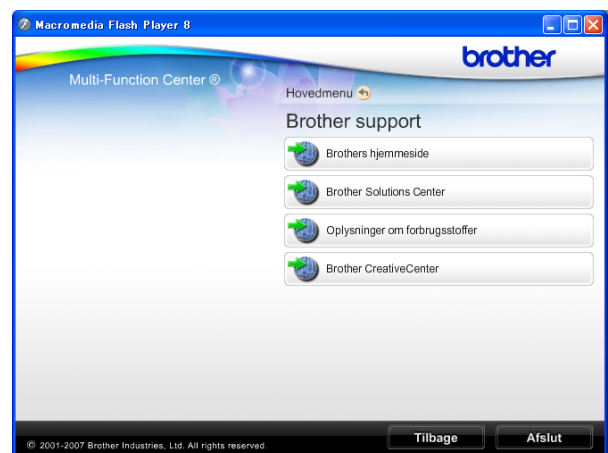 Macromedia Flash Player 8
brother
Multi-Function Center ®
Hovedmenu
Brother support
Brothers hjemmeside
Brother Solutions Center
Oplysninger om forbrugsstoffer
Brother CreativeCenter
Tilbage
Afslut
© 2001-2007 Brother Industries, Ltd. All rights reserved.